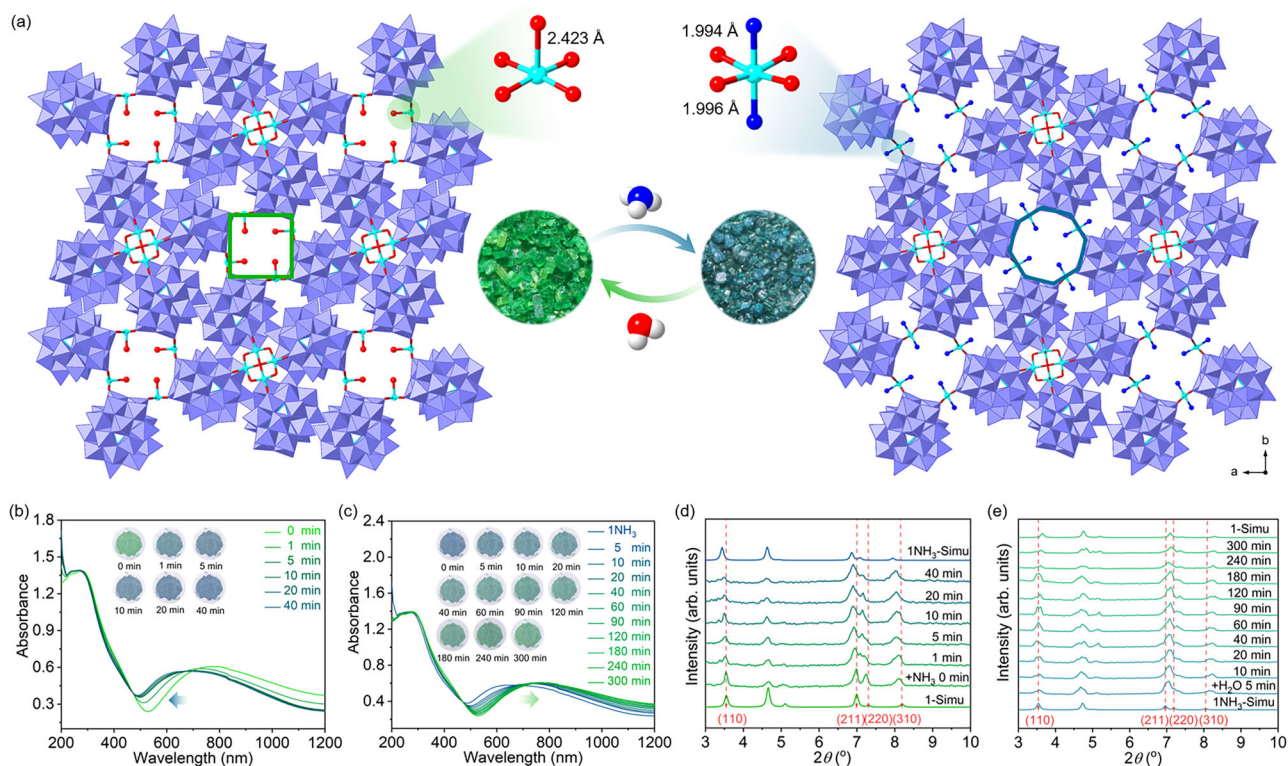 (a)
2.423 Å
1.994 Å
1.996 Å
b
a
(b)
Absorbance
1.8
1.5
1.2
0.9
0.6
0.3
200 400 600 800 1000 1200
Wavelength (nm)
0 min 1 min 5 min
10 min 20 min 40 min
0 min
1 min
5 min
10 min
20 min
40 min
(c)
Absorbance
2.4
2.0
1.6
1.2
0.8
0.4
200 400 600 800 1000 1200
Wavelength (nm)
0 min 5 min 10 min 20 min
40 min 60 min 90 min 120 min
180 min 240 min 300 min
1NH₃
5 min
10 min
20 min
40 min
60 min
90 min
120 min
180 min
240 min
300 min
(d)
Intensity (arb. units)
1NH₃-Simu
40 min
20 min
10 min
5 min
1 min
+NH₃ 0 min
1-Simu
(110) (211) (220) (310)
3 4 5 6 7 8 9 10
2θ (º)
(e)
Intensity (arb. units)
1-Simu
300 min
240 min
180 min
120 min
90 min
60 min
40 min
20 min
10 min
+H₂O 5 min
1NH₃-Simu
(110) (211) (220) (310)
3 4 5 6 7 8 9 10
2θ (º)